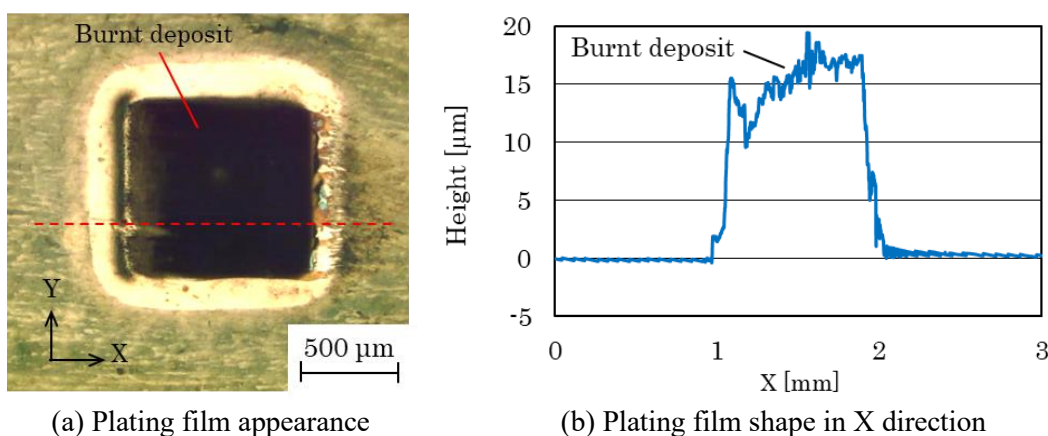 Burnt deposit
Y
X
500 µm
(a) Plating film appearance
20
15
10
5
0
-5
Height [µm]
Burnt deposit
0
1
2
3
X [mm]
(b) Plating film shape in X direction